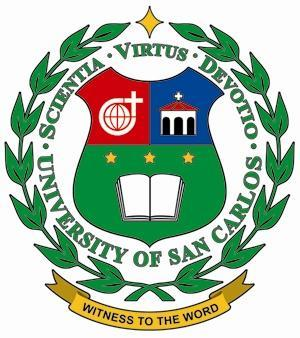 · SCIENTIA · VIRTUS · DEVOTIO ·
UNIVERSITY OF SAN CARLOS
WITNESS TO THE WORD